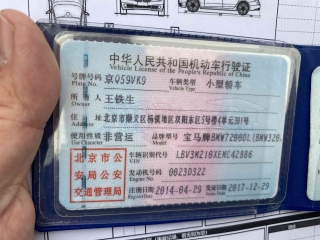 中华人民共和国机动车行驶证
Vehicle License of the People's Republic of China
号牌号码 京Q59VK9 车辆类型 小型轿车
Plate No. Vehicle Type
所有人 王铁生
Owner
住址 北京市顺义区杨镇地区双阳东区5号楼4单元201号
Address
使用性质 非营运 品牌型号 宝马牌BMW7200DL(BMW320
Use Character Model
北京市公 车辆识别代号 LBV3M2108XEMC42886
安局公安 VIN
交通管理局 发动机号码 0023D32Z
Engine No.
注册日期 2014-04-29 发证日期 2017-12-29
Register Date Issue Date